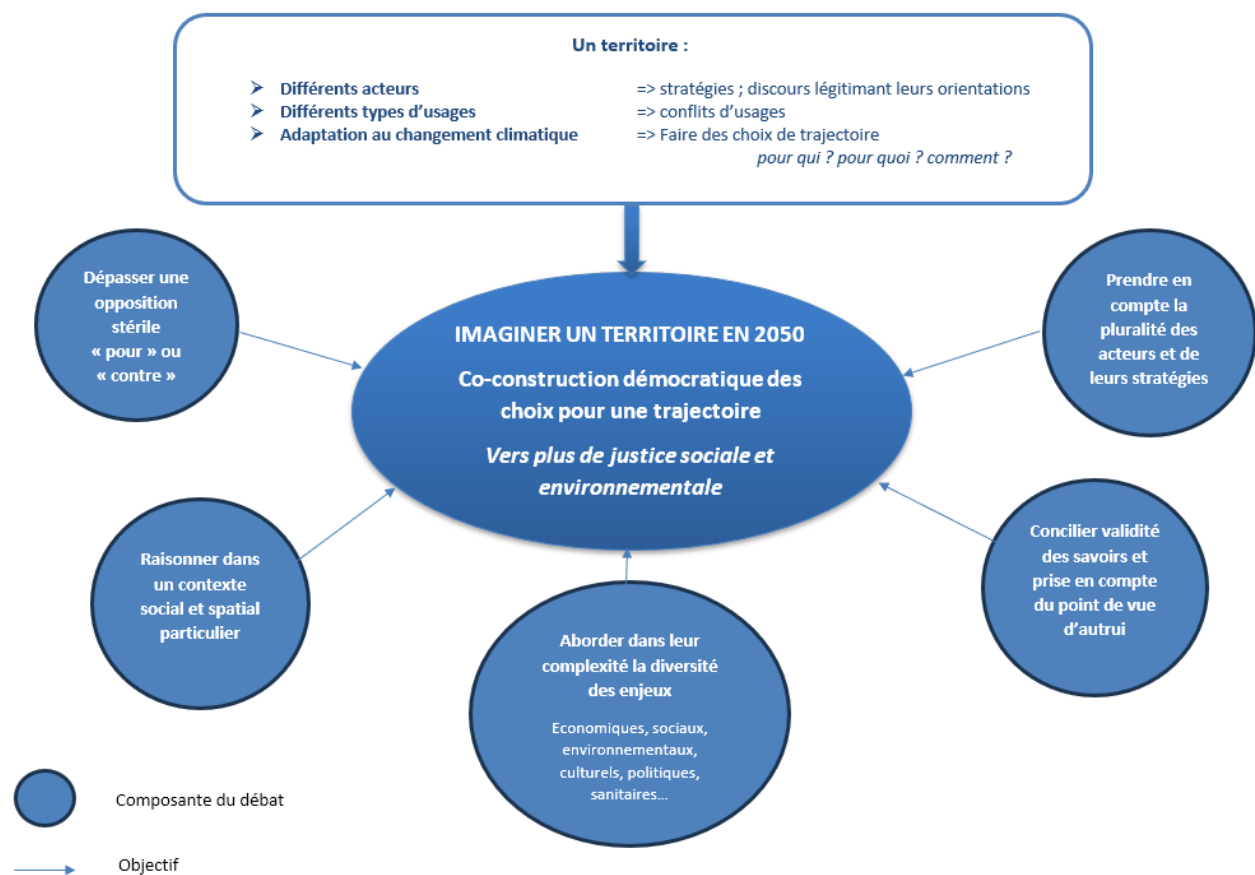 Un territoire :
➢ Différents acteurs => stratégies ; discours légitimant leurs orientations
➢ Différents types d’usages => conflits d’usages
➢ Adaptation au changement climatique => Faire des choix de trajectoire
pour qui ? pour quoi ? comment ?
Dépasser une
opposition
stérile
« pour » ou
« contre »
IMAGINER UN TERRITOIRE EN 2050
Co-construction démocratique des
choix pour une trajectoire
Vers plus de justice sociale et
environnementale
Prendre en
compte la
pluralité des
acteurs et de
leurs stratégies
Raisonner dans
un contexte
social et spatial
particulier
Aborder dans leur
complexité la diversité
des enjeux
Economiques, sociaux,
environnementaux,
culturels, politiques,
sanitaires…
Concilier validité
des savoirs et
prise en compte
du point de vue
d’autrui
Composante du débat
Objectif